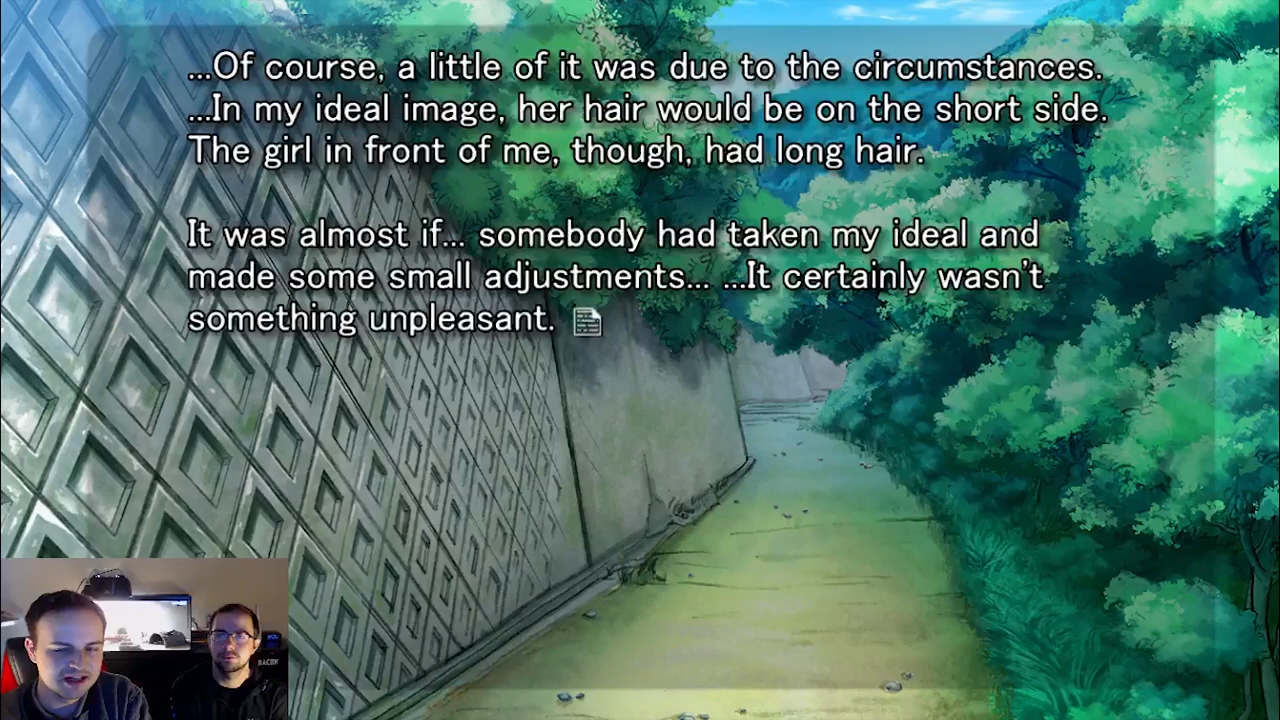 ...Of course, a little of it was due to the circumstances.
...In my ideal image, her hair would be on the short side.
The girl in front of me, though, had long hair.
It was almost if... somebody had taken my ideal and
made some small adjustments... ...It certainly wasn't
something unpleasant.